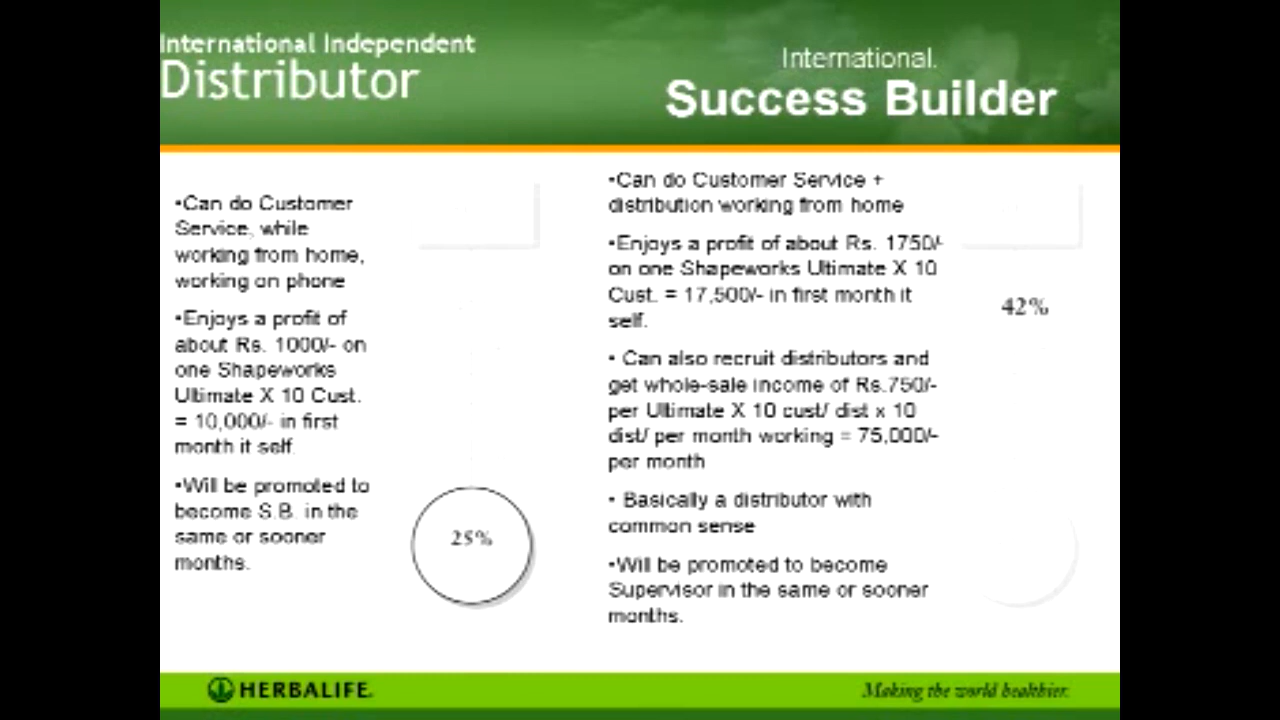 International Independent
Distributor
International.
Success Builder
•Can do Customer
Service, while
working from home,
working on phone
•Enjoys a profit of
about Rs. 1000/- on
one Shapeworks
Ultimate X 10 Cust.
= 10,000/- in first
month it self.
•Will be promoted to
become S.B. in the
same or sooner
months.
25%
•Can do Customer Service +
distribution working from home
•Enjoys a profit of about Rs. 1750/-
on one Shapeworks Ultimate X 10
Cust. = 17,500/- in first month it
self.
• Can also recruit distributors and
get whole-sale income of Rs.750/-
per Ultimate X 10 cust/ dist x 10
dist/ per month working = 75,000/-
per month
• Basically a distributor with
common sense
•Will be promoted to become
Supervisor in the same or sooner
months.
42%
HERBALIFE.
Making the world healthier.